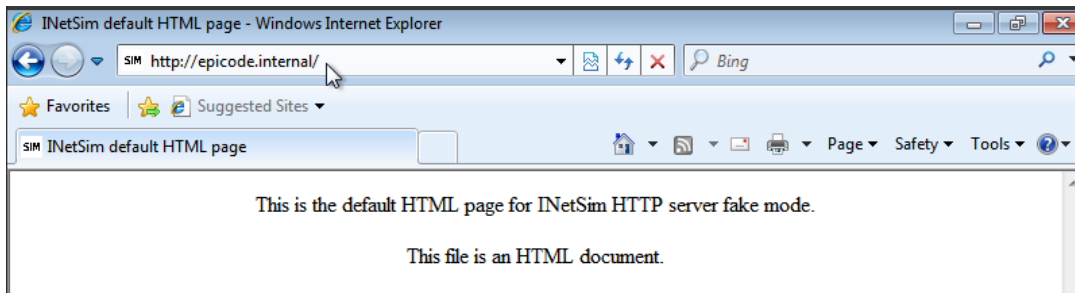 INetSim default HTML page - Windows Internet Explorer
SIM http://epicode.internal/
Bing
Favorites Suggested Sites
SIM INetSim default HTML page Page Safety Tools
This is the default HTML page for INetSim HTTP server fake mode.
This file is an HTML document.